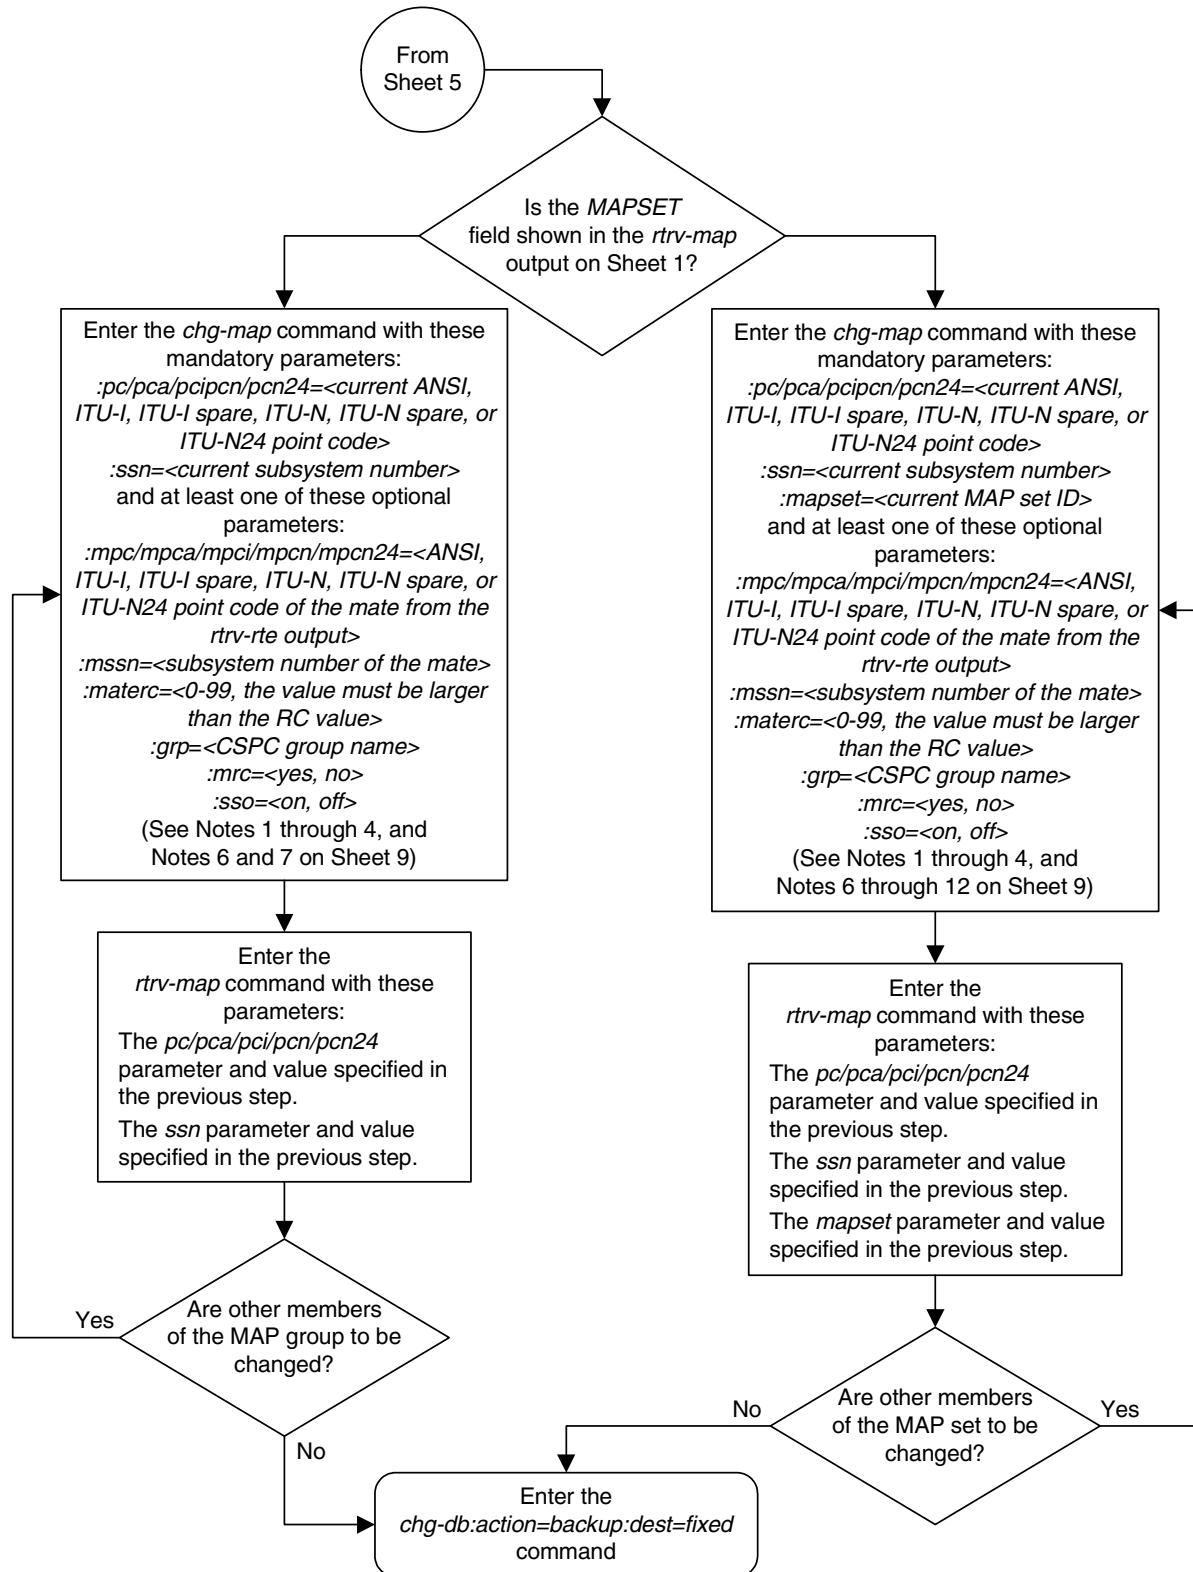 From
Sheet 5
Is the MAPSET
field shown in the rtrv-map
output on Sheet 1?
Enter the chg-map command with these
mandatory parameters:
:pc/pca/pcipcn/pcn24=<current ANSI,
ITU-I, ITU-I spare, ITU-N, ITU-N spare, or
ITU-N24 point code>
:ssn=<current subsystem number>
and at least one of these optional
parameters:
:mpc/mpca/mpci/mpcn/mpcn24=<ANSI,
ITU-I, ITU-I spare, ITU-N, ITU-N spare, or
ITU-N24 point code of the mate from the
rtrv-rte output>
:mssn=<subsystem number of the mate>
:materc=<0-99, the value must be larger
than the RC value>
:grp=<CSPC group name>
:mrc=<yes, no>
:sso=<on, off>
(See Notes 1 through 4, and
Notes 6 and 7 on Sheet 9)
Enter the
rtrv-map command with these
parameters:
The pc/pca/pci/pcn/pcn24
parameter and value specified in
the previous step.
The ssn parameter and value
specified in the previous step.
Yes
Are other members
of the MAP group to be
changed?
No
Enter the chg-map command with these
mandatory parameters:
:pc/pca/pcipcn/pcn24=<current ANSI,
ITU-I, ITU-I spare, ITU-N, ITU-N spare, or
ITU-N24 point code>
:ssn=<current subsystem number>
:mapset=<current MAP set ID>
and at least one of these optional
parameters:
:mpc/mpca/mpci/mpcn/mpcn24=<ANSI,
ITU-I, ITU-I spare, ITU-N, ITU-N spare, or
ITU-N24 point code of the mate from the
rtrv-rte output>
:mssn=<subsystem number of the mate>
:materc=<0-99, the value must be larger
than the RC value>
:grp=<CSPC group name>
:mrc=<yes, no>
:sso=<on, off>
(See Notes 1 through 4, and
Notes 6 through 12 on Sheet 9)
Enter the
rtrv-map command with these
parameters:
The pc/pca/pci/pcn/pcn24
parameter and value specified in
the previous step.
The ssn parameter and value
specified in the previous step.
The mapset parameter and value
specified in the previous step.
No
Are other members
of the MAP set to be
changed?
Yes
Enter the
chg-db:action=backup:dest=fixed
command